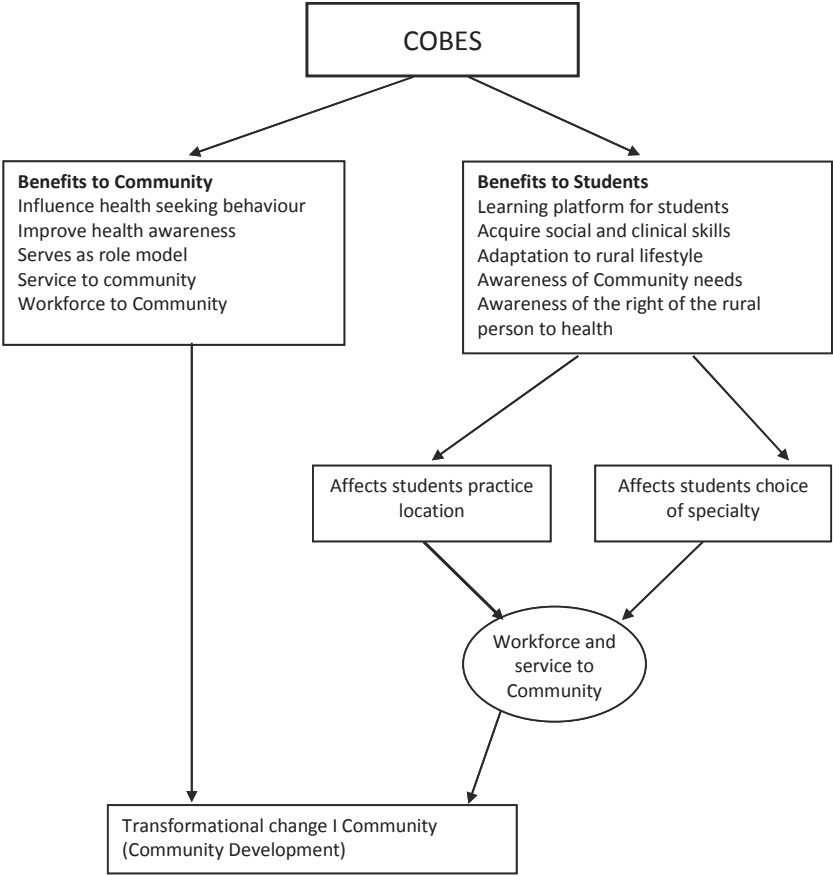 COBES
Benefits to Community
Influence health seeking behaviour
Improve health awareness
Serves as role model
Service to community
Workforce to Community
Benefits to Students
Learning platform for students
Acquire social and clinical skills
Adaptation to rural lifestyle
Awareness of Community needs
Awareness of the right of the rural
person to health
Affects students practice
location
Affects students choice
of specialty
Workforce and
service to
Community
Transformational change I Community
(Community Development)